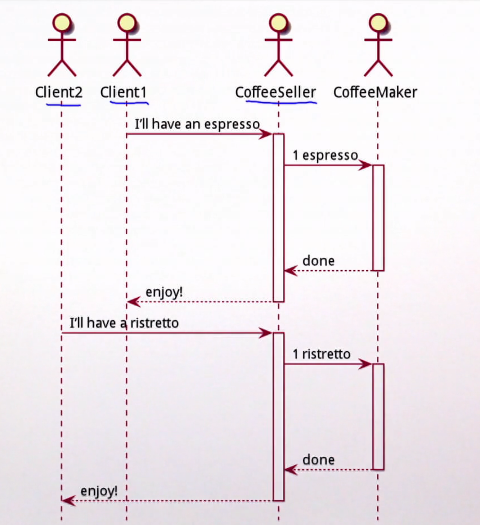 Client2 Client1 CoffeeSeller CoffeeMaker
I'll have an espresso
1 espresso
done
enjoy!
I'll have a ristretto
1 ristretto
done
enjoy!